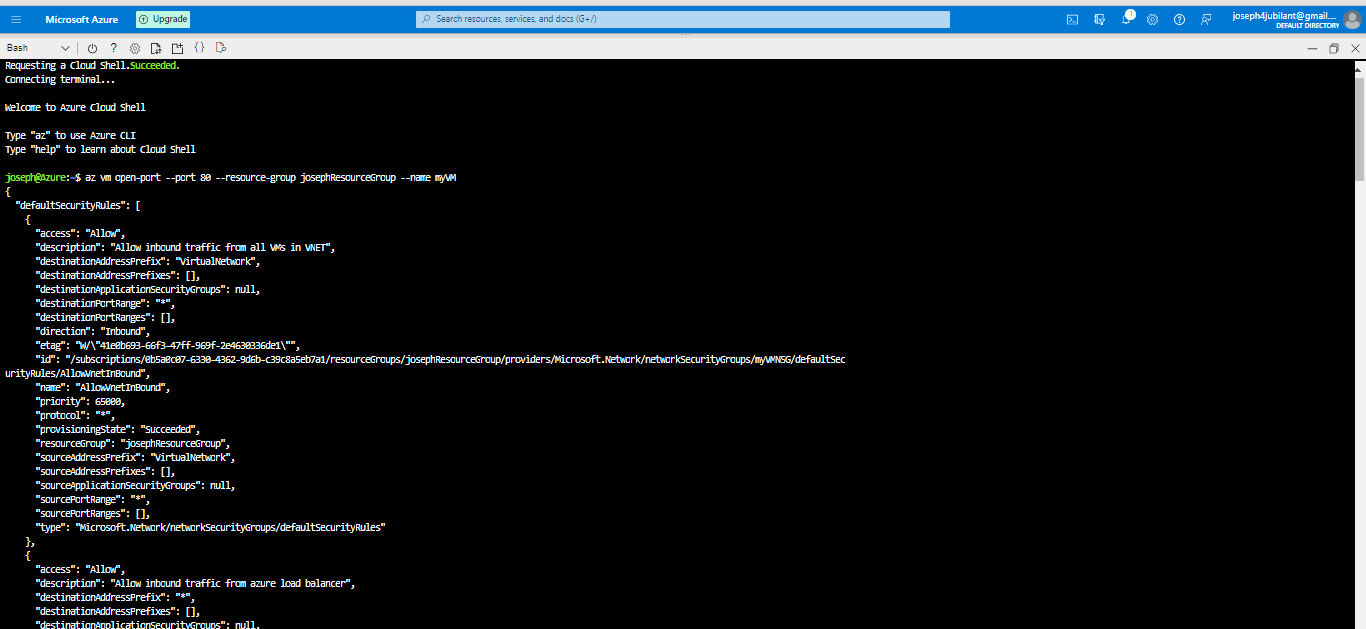 Microsoft Azure
Upgrade
Search resources, services, and docs (G+/)
1
joseph4jubilant@gmail....
DEFAULT DIRECTORY
Bash
Requesting a Cloud Shell.Succeeded.
Connecting terminal...
Welcome to Azure Cloud Shell
Type "az" to use Azure CLI
Type "help" to learn about Cloud Shell
joseph@Azure:~$ az vm open-port --port 80 --resource-group josephResourceGroup --name myVM
{
"defaultSecurityRules": [
{
"access": "Allow",
"description": "Allow inbound traffic from all VMs in VNET",
"destinationAddressPrefix": "VirtualNetwork",
"destinationAddressPrefixes": [],
"destinationApplicationSecurityGroups": null,
"destinationPortRange": "*",
"destinationPortRanges": [],
"direction": "Inbound",
"etag": "W/\"41e0b693-66f3-47ff-969f-2e4630336de1\"",
"id": "/subscriptions/0b5a0c07-6330-4362-9d6b-c39c8a5eb7a1/resourceGroups/josephResourceGroup/providers/Microsoft.Network/networkSecurityGroups/myVMNSG/defaultSec
urityRules/AllowVnetInBound",
"name": "AllowVnetInBound",
"priority": 65000,
"protocol": "*",
"provisioningState": "Succeeded",
"resourceGroup": "josephResourceGroup",
"sourceAddressPrefix": "VirtualNetwork",
"sourceAddressPrefixes": [],
"sourceApplicationSecurityGroups": null,
"sourcePortRange": "*",
"sourcePortRanges": [],
"type": "Microsoft.Network/networkSecurityGroups/defaultSecurityRules"
},
{
"access": "Allow",
"description": "Allow inbound traffic from azure load balancer",
"destinationAddressPrefix": "*",
"destinationAddressPrefixes": [],
"destinationApplicationSecurityGroups": null,